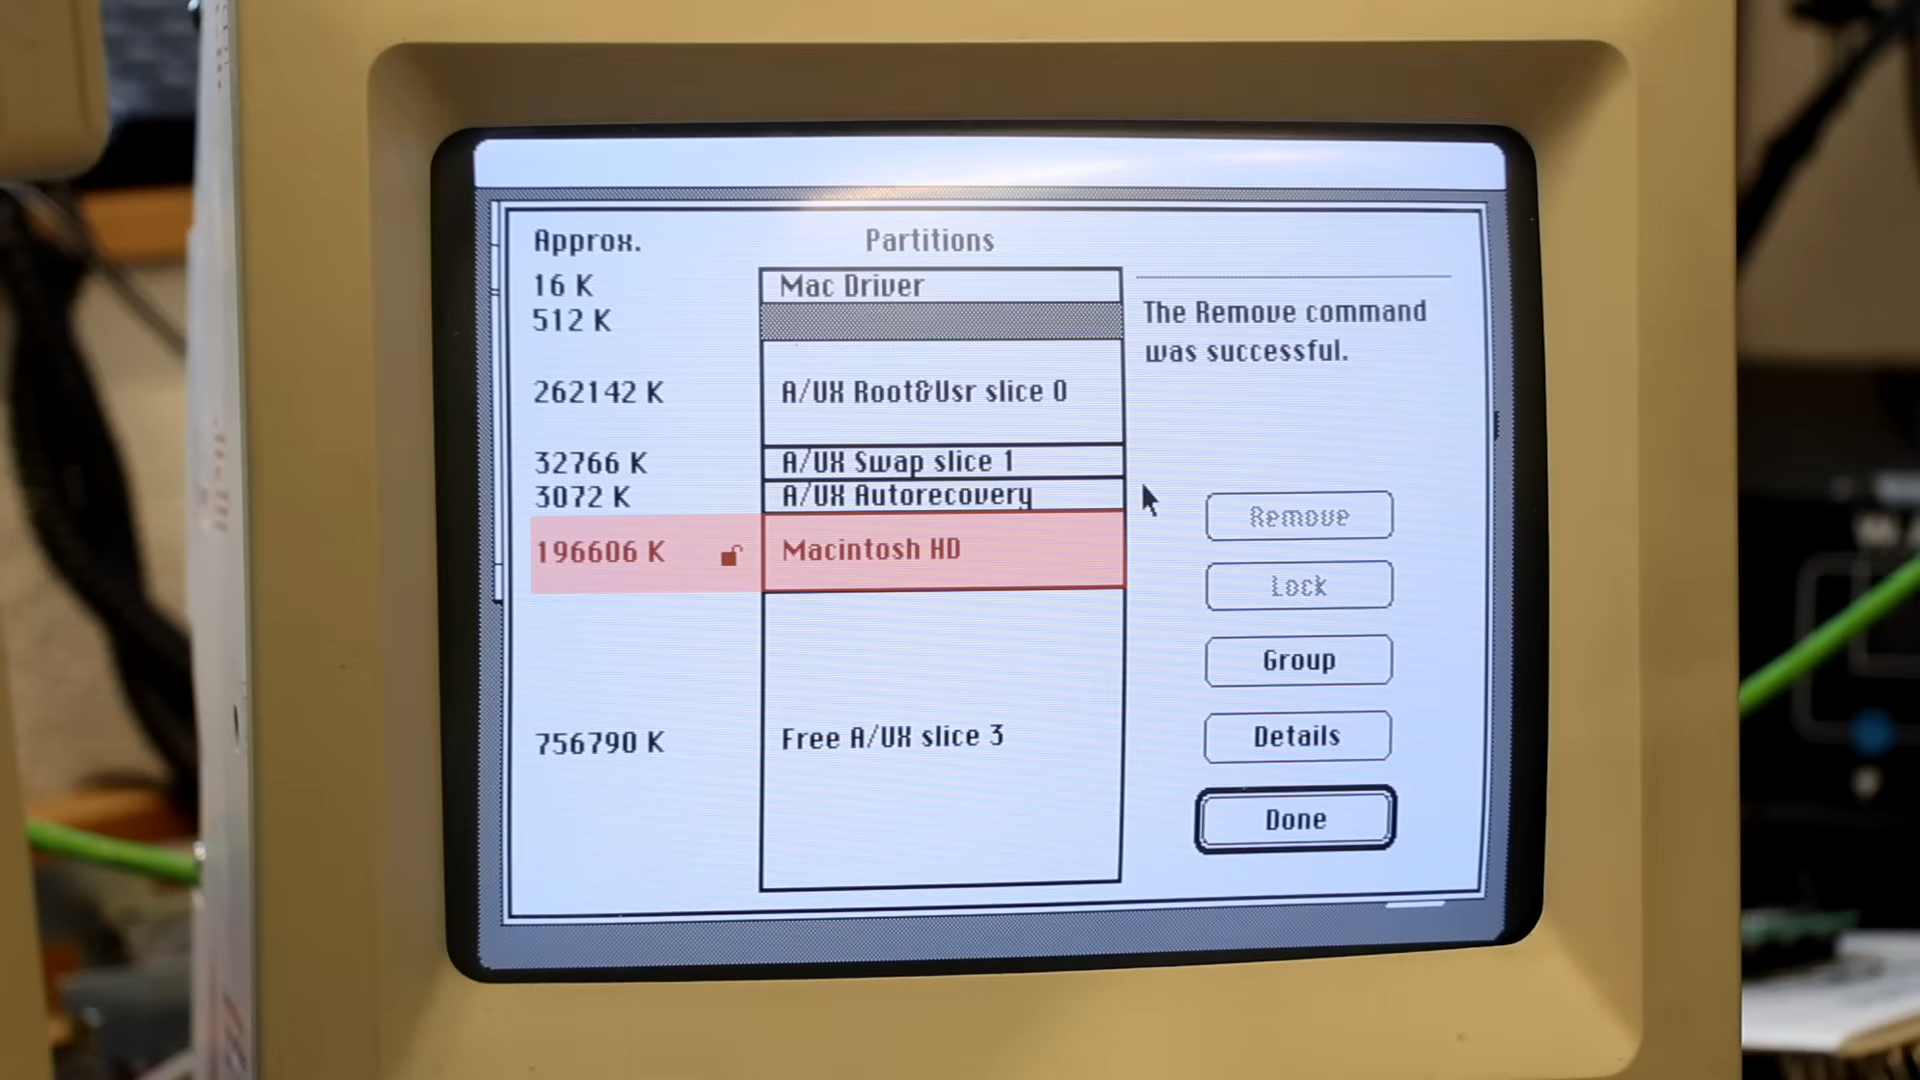 Approx. Partitions
16 K Mac Driver
512 K
The Remove command
was successful.
262142 K A/UX Root&Usr slice 0
32766 K A/UX Swap slice 1
3072 K A/UX Autorecovery
196606 K Macintosh HD
756790 K Free A/UX slice 3
Remove
Lock
Group
Details
Done